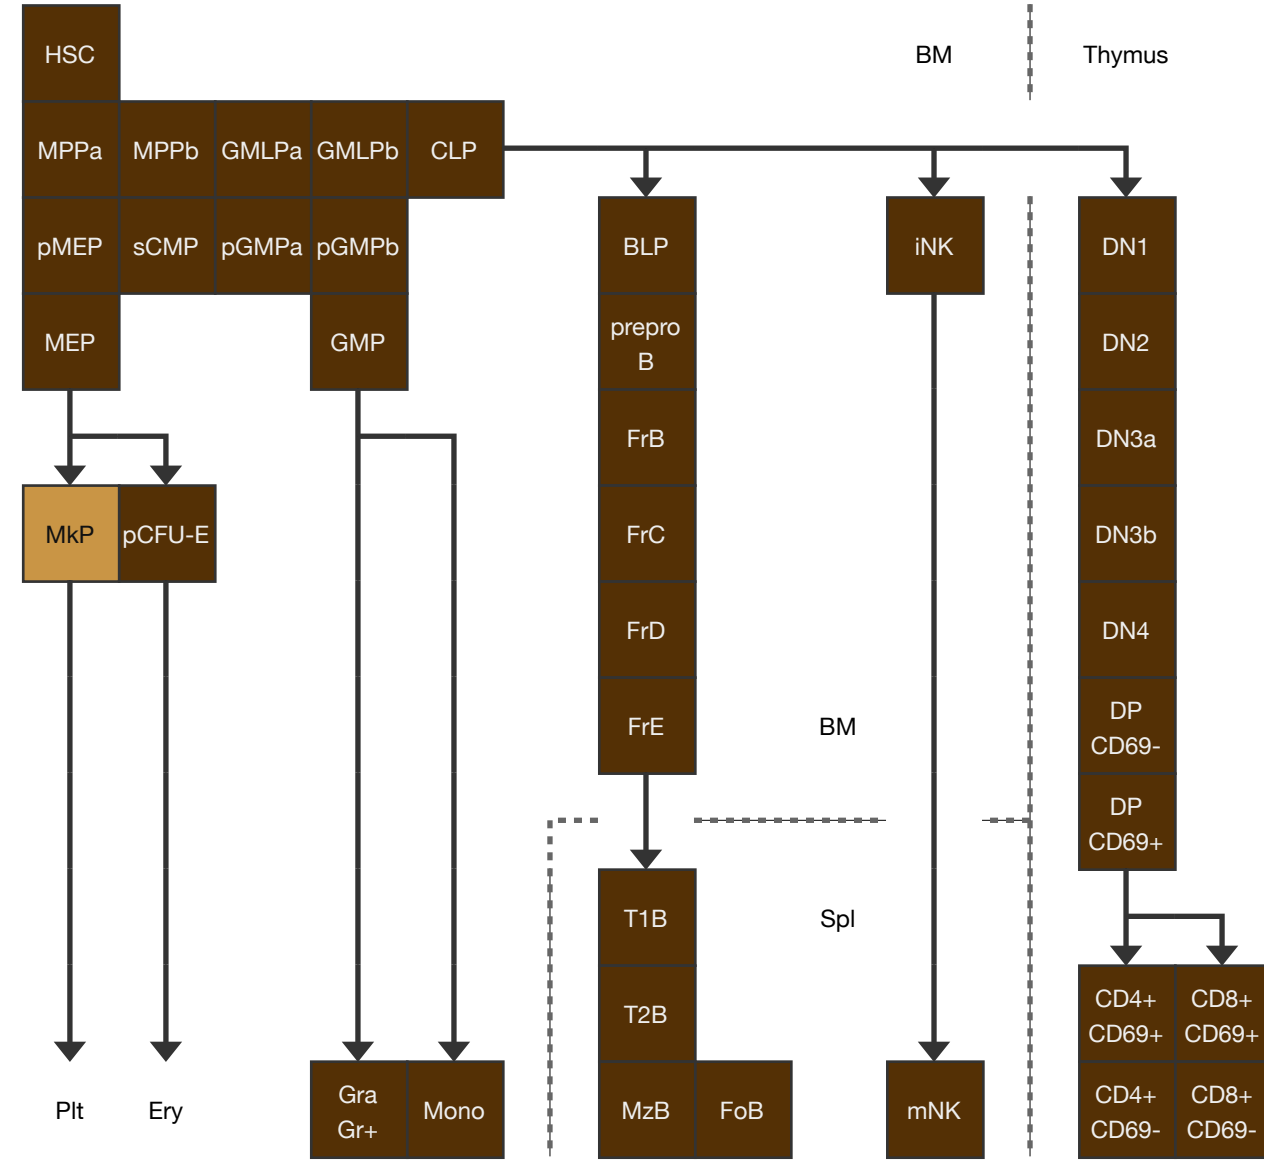 HSC
BM
Thymus
MPPa
MPPb
GMLPa
GMLPb
CLP
pMEP
sCMP
pGMPa
pGMPb
BLP
iNK
DN1
MEP
GMP
prepro
B
DN2
FrB
DN3a
MkP
pCFU-E
FrC
DN3b
FrD
DN4
FrE
BM
DP
CD69-
DP
CD69+
T1B
Spl
T2B
CD4+
CD69+
CD8+
CD69+
Plt
Ery
Gra
Gr+
Mono
MzB
FoB
mNK
CD4+
CD69-
CD8+
CD69-